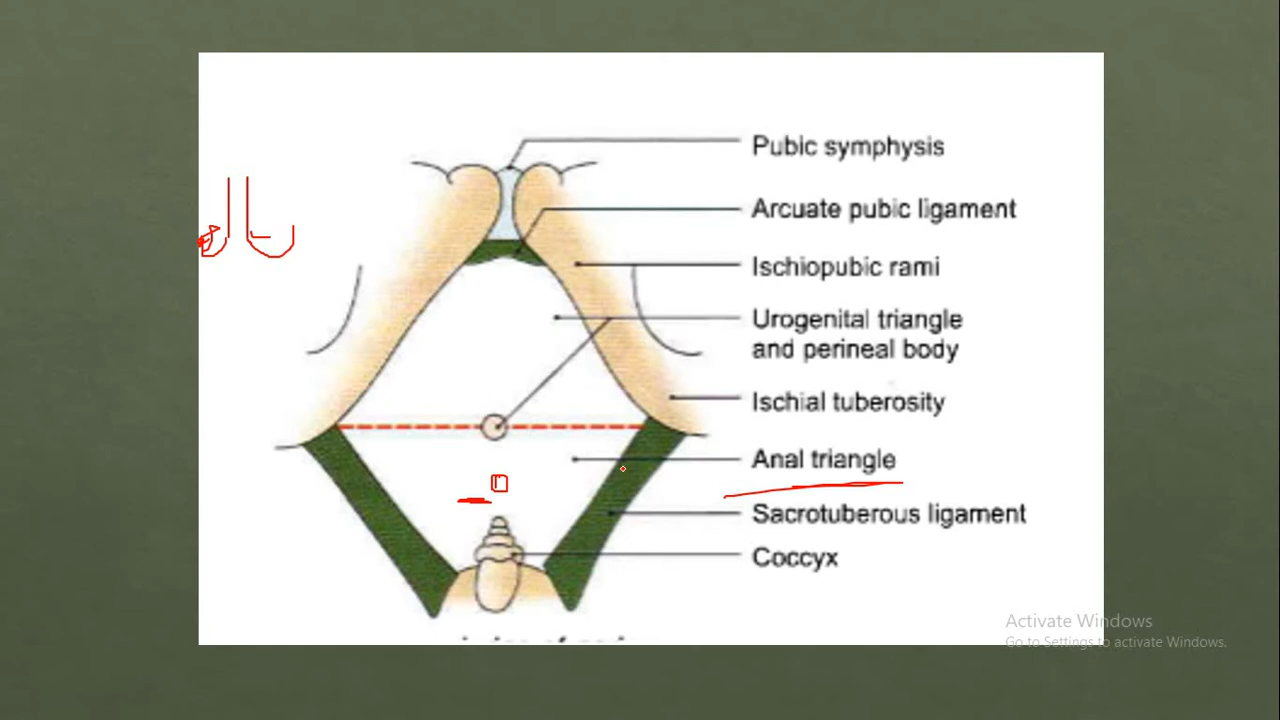 Pubic symphysis
Arcuate pubic ligament
Ischiopubic rami
Urogenital triangle
and perineal body
Ischial tuberosity
Anal triangle
Sacrotuberous ligament
Coccyx
Activate Windows
Go to Settings to activate Windows.